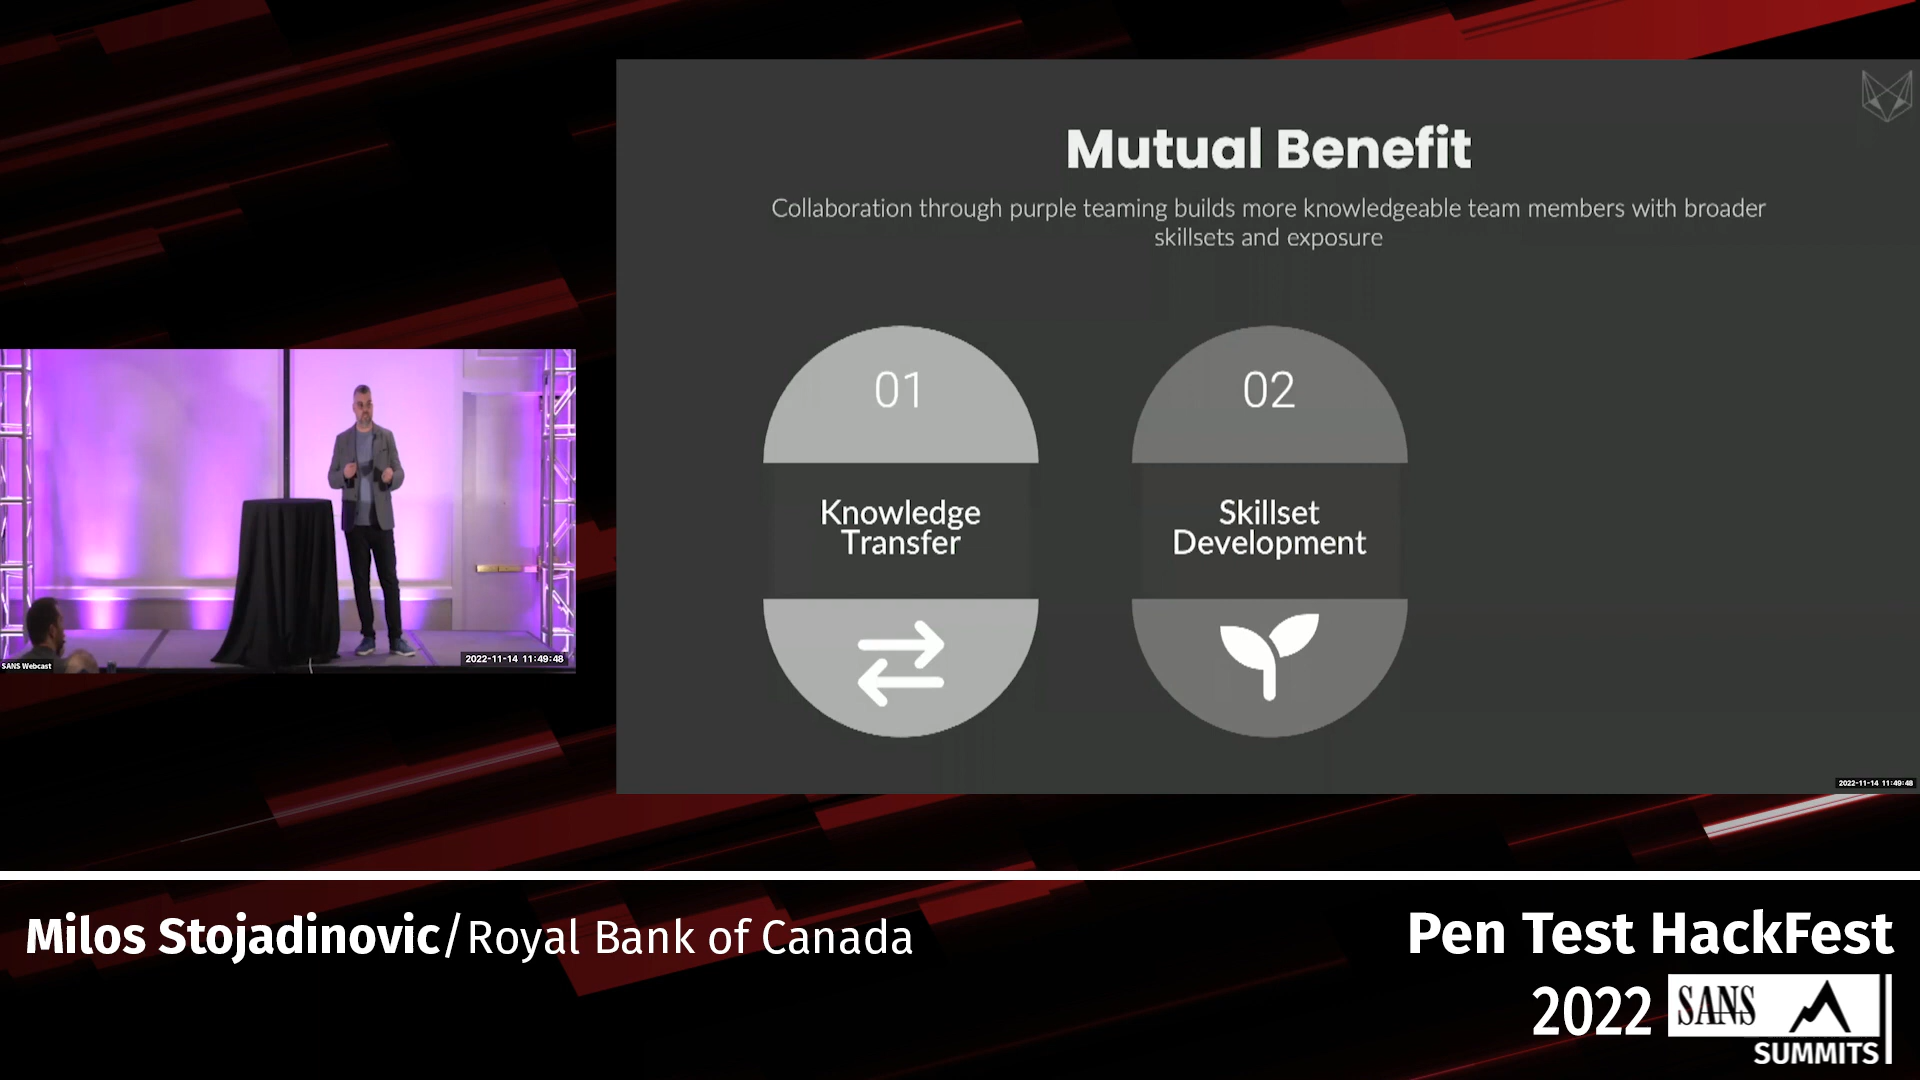 Mutual Benefit
Collaboration through purple teaming builds more knowledgeable team members with broader
skillsets and exposure
01
02
Knowledge
Transfer
Skillset
Development
SANS Webcast
2022-11-14 11:49:48
2022-11-14 11:49:48
Milos Stojadinovic/Royal Bank of Canada
Pen Test HackFest
2022
SANS
SUMMITS